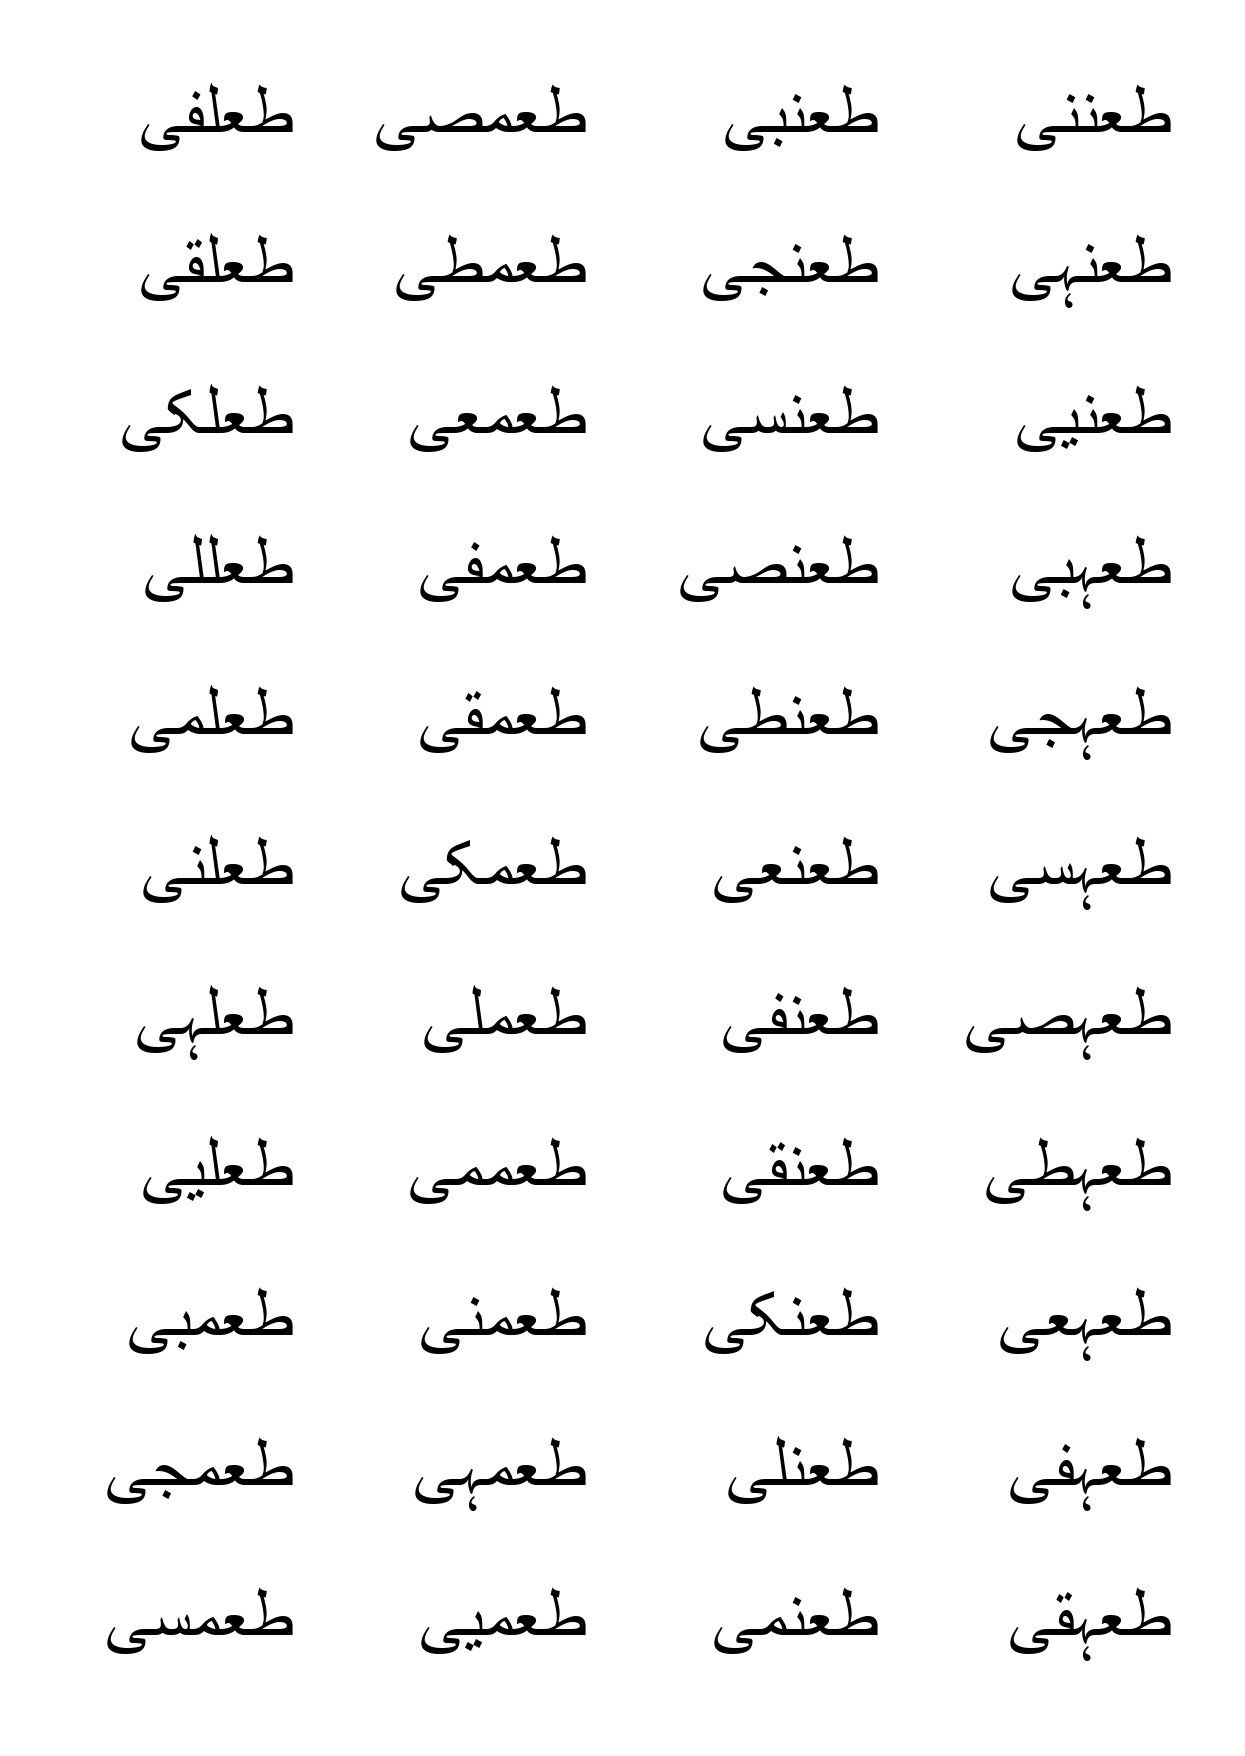 طعننی طعنبی طعمصی طعلفی
طعنہی طعنجی طعمطی طعلقی
طعنیی طعنسی طعمعی طعلکی
طعہبی طعنصی طعمفی طعللی
طعہجی طعنطی طعمقی طعلمی
طعہسی طعنعی طعمکی طعلنی
طعہصی طعنفی طعملی طعلہی
طعہطی طعنقی طعممی طعلیی
طعہعی طعنکی طعمنی طعمبی
طعہفی طعنلی طعمہی طعمجی
طعہقی طعنمی طعمیی طعمسی